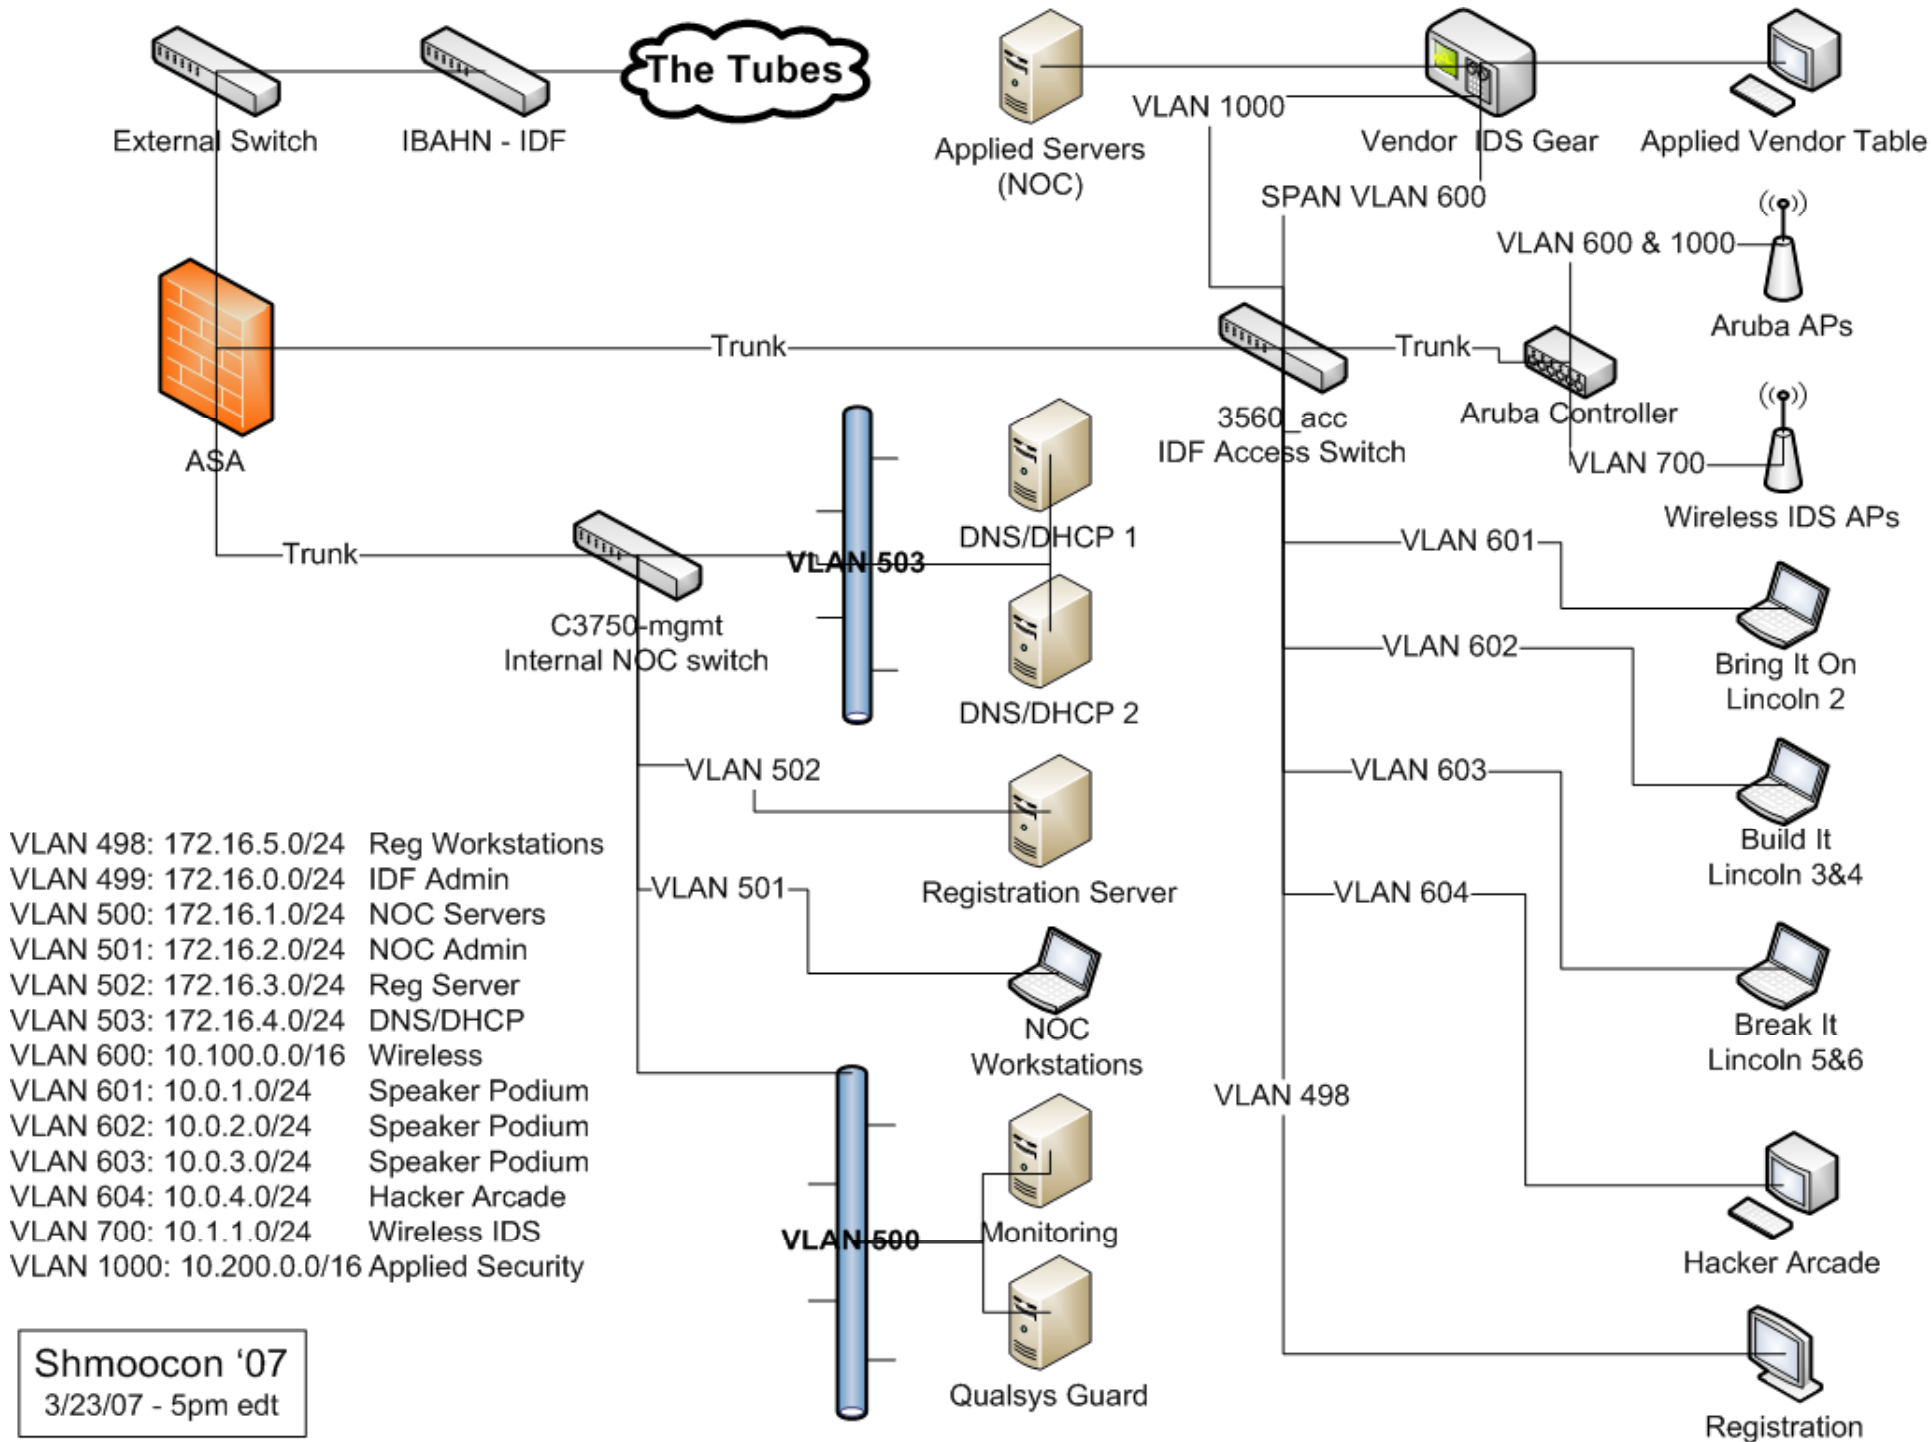 The Tubes
External Switch
IBAHN - IDF
Applied Servers
(NOC)
VLAN 1000
Vendor IDS Gear
Applied Vendor Table
SPAN VLAN 600
VLAN 600 & 1000
Aruba APs
Trunk
Trunk
3560_acc
IDF Access Switch
Aruba Controller
VLAN 700
Wireless IDS APs
ASA
Trunk
C3750-mgmt
Internal NOC switch
VLAN 503
DNS/DHCP 1
DNS/DHCP 2
VLAN 601
Bring It On
Lincoln 2
VLAN 602
Build It
Lincoln 3&4
VLAN 603
Break It
Lincoln 5&6
VLAN 604
Hacker Arcade
VLAN 498
Registration
VLAN 502
Registration Server
VLAN 501
NOC
Workstations
VLAN 500
Monitoring
Qualsys Guard
VLAN 498: 172.16.5.0/24 Reg Workstations
VLAN 499: 172.16.0.0/24 IDF Admin
VLAN 500: 172.16.1.0/24 NOC Servers
VLAN 501: 172.16.2.0/24 NOC Admin
VLAN 502: 172.16.3.0/24 Reg Server
VLAN 503: 172.16.4.0/24 DNS/DHCP
VLAN 600: 10.100.0.0/16 Wireless
VLAN 601: 10.0.1.0/24 Speaker Podium
VLAN 602: 10.0.2.0/24 Speaker Podium
VLAN 603: 10.0.3.0/24 Speaker Podium
VLAN 604: 10.0.4.0/24 Hacker Arcade
VLAN 700: 10.1.1.0/24 Wireless IDS
VLAN 1000: 10.200.0.0/16 Applied Security
Shmoocon ‘07
3/23/07 - 5pm edt